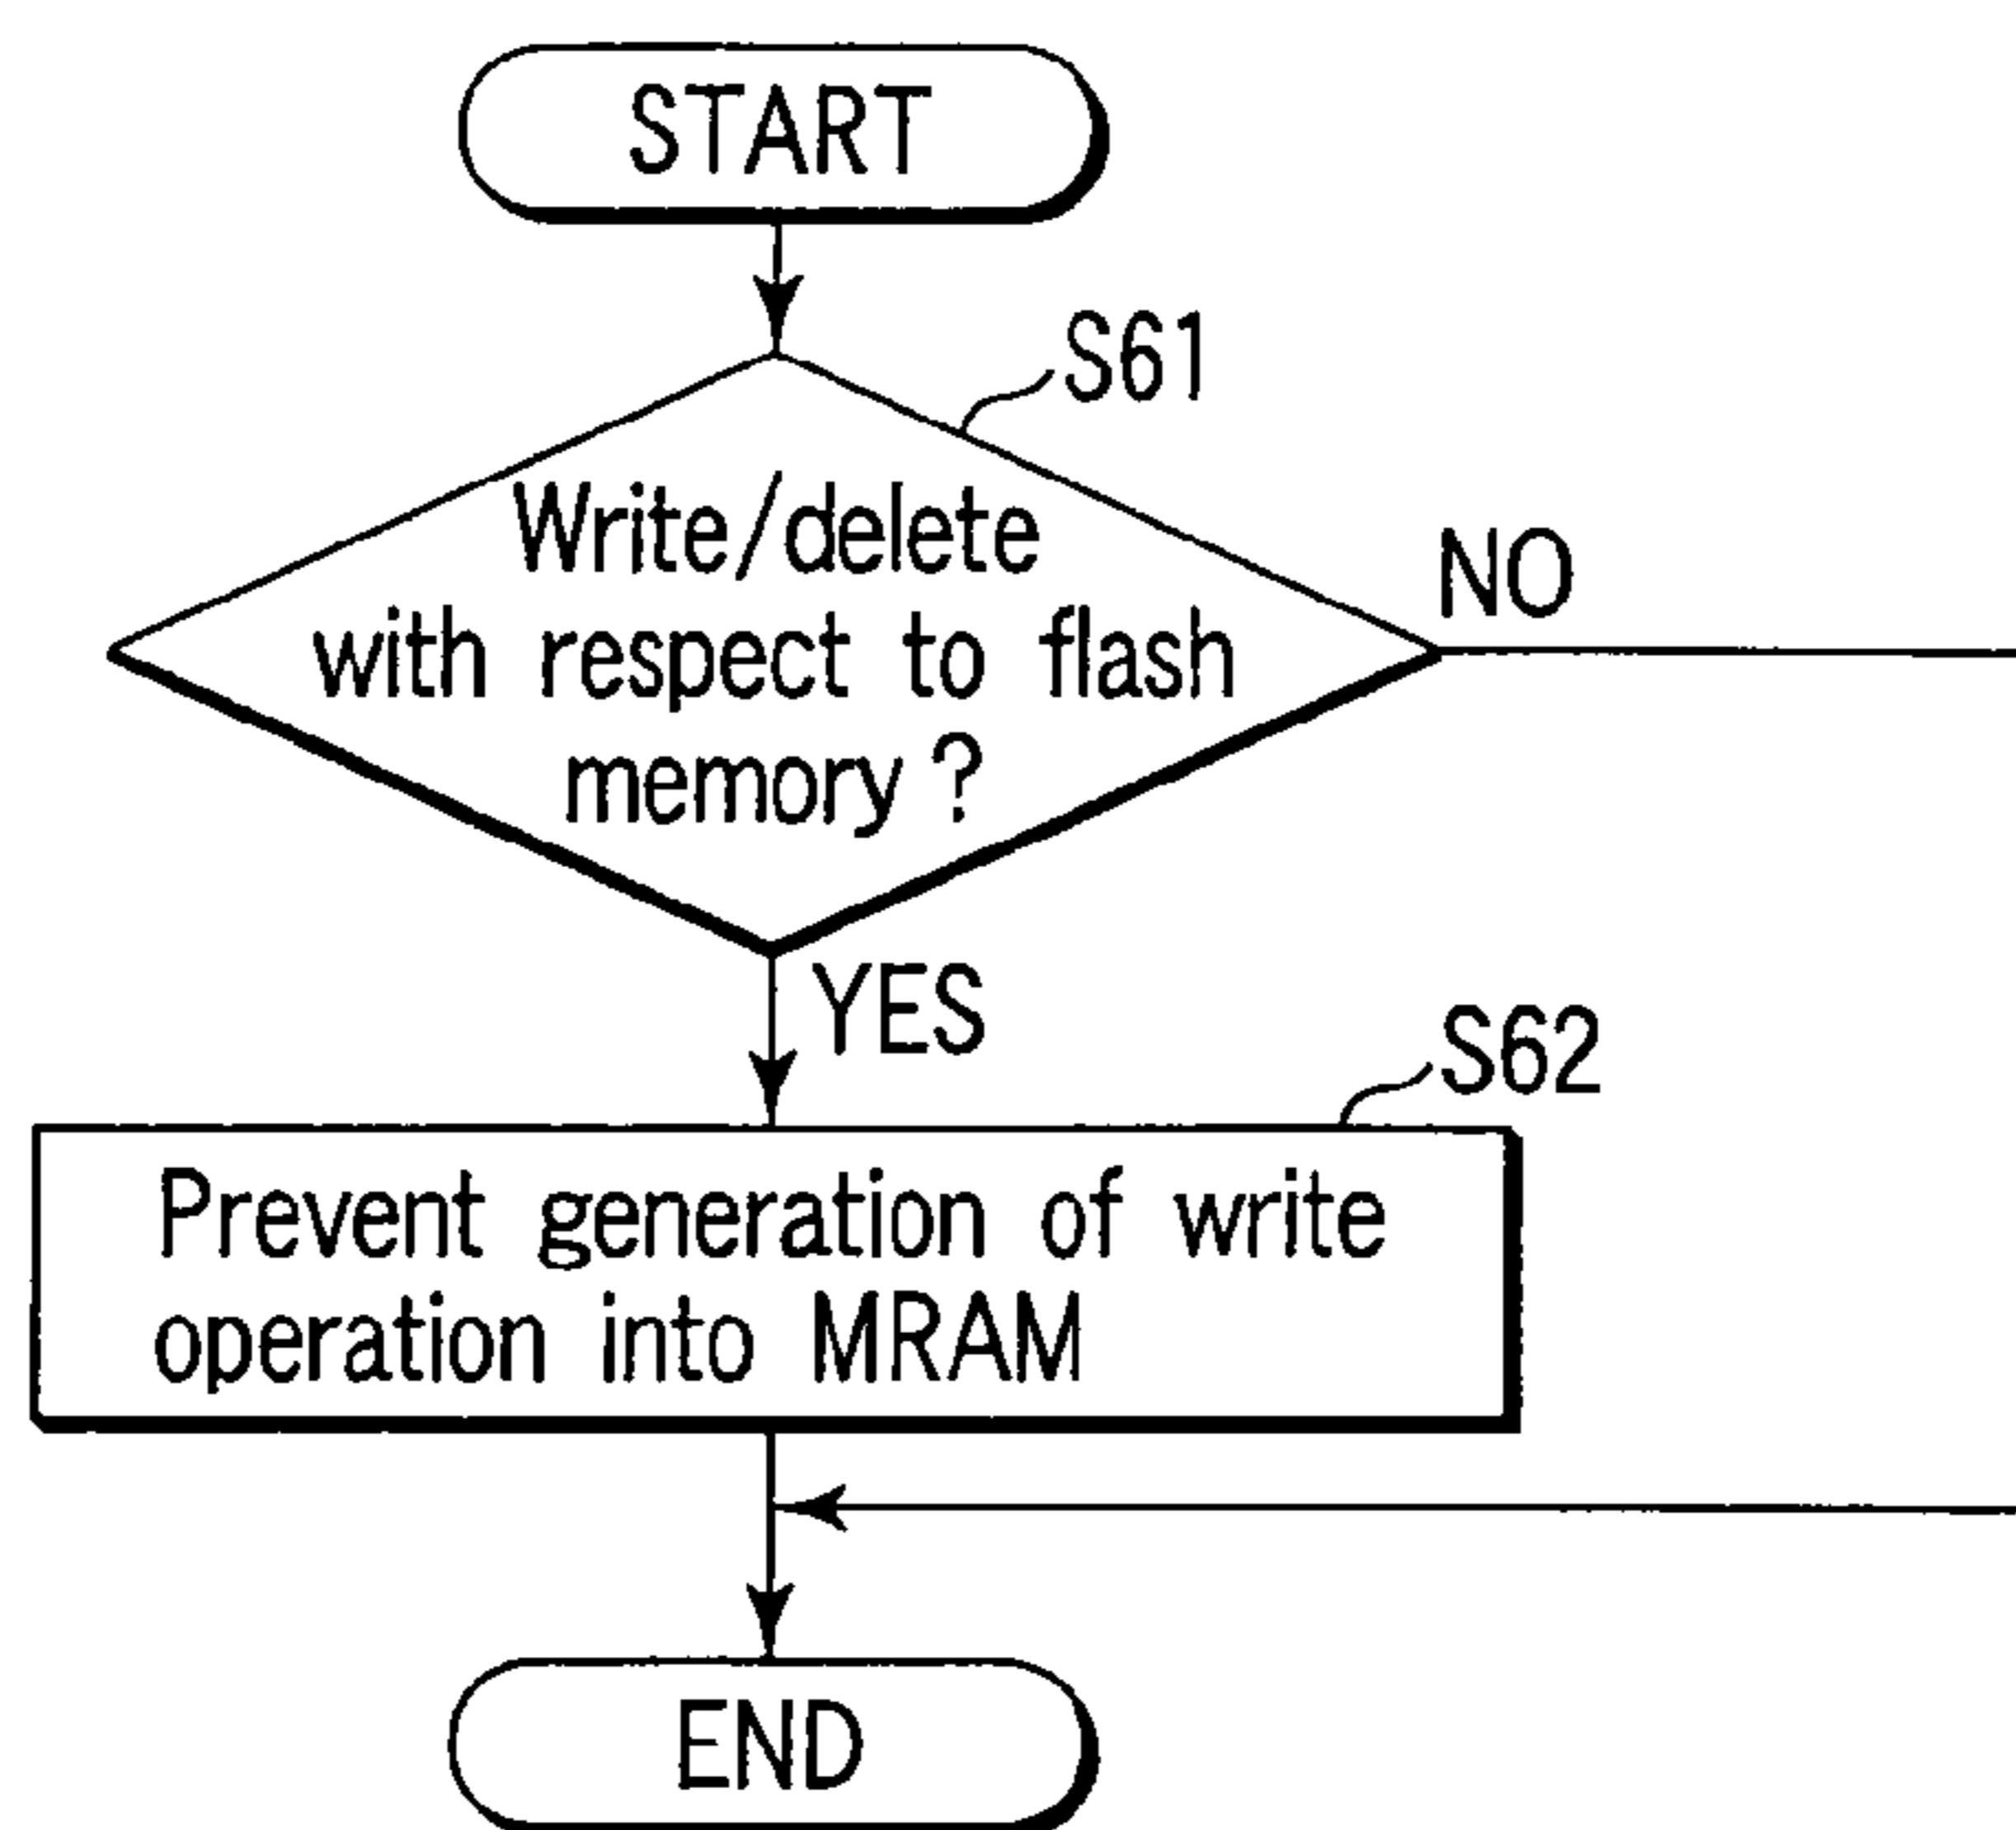 START
S61
Write/delete
with respect to flash
memory?
NO
YES
S62
Prevent generation of write
operation into MRAM
END